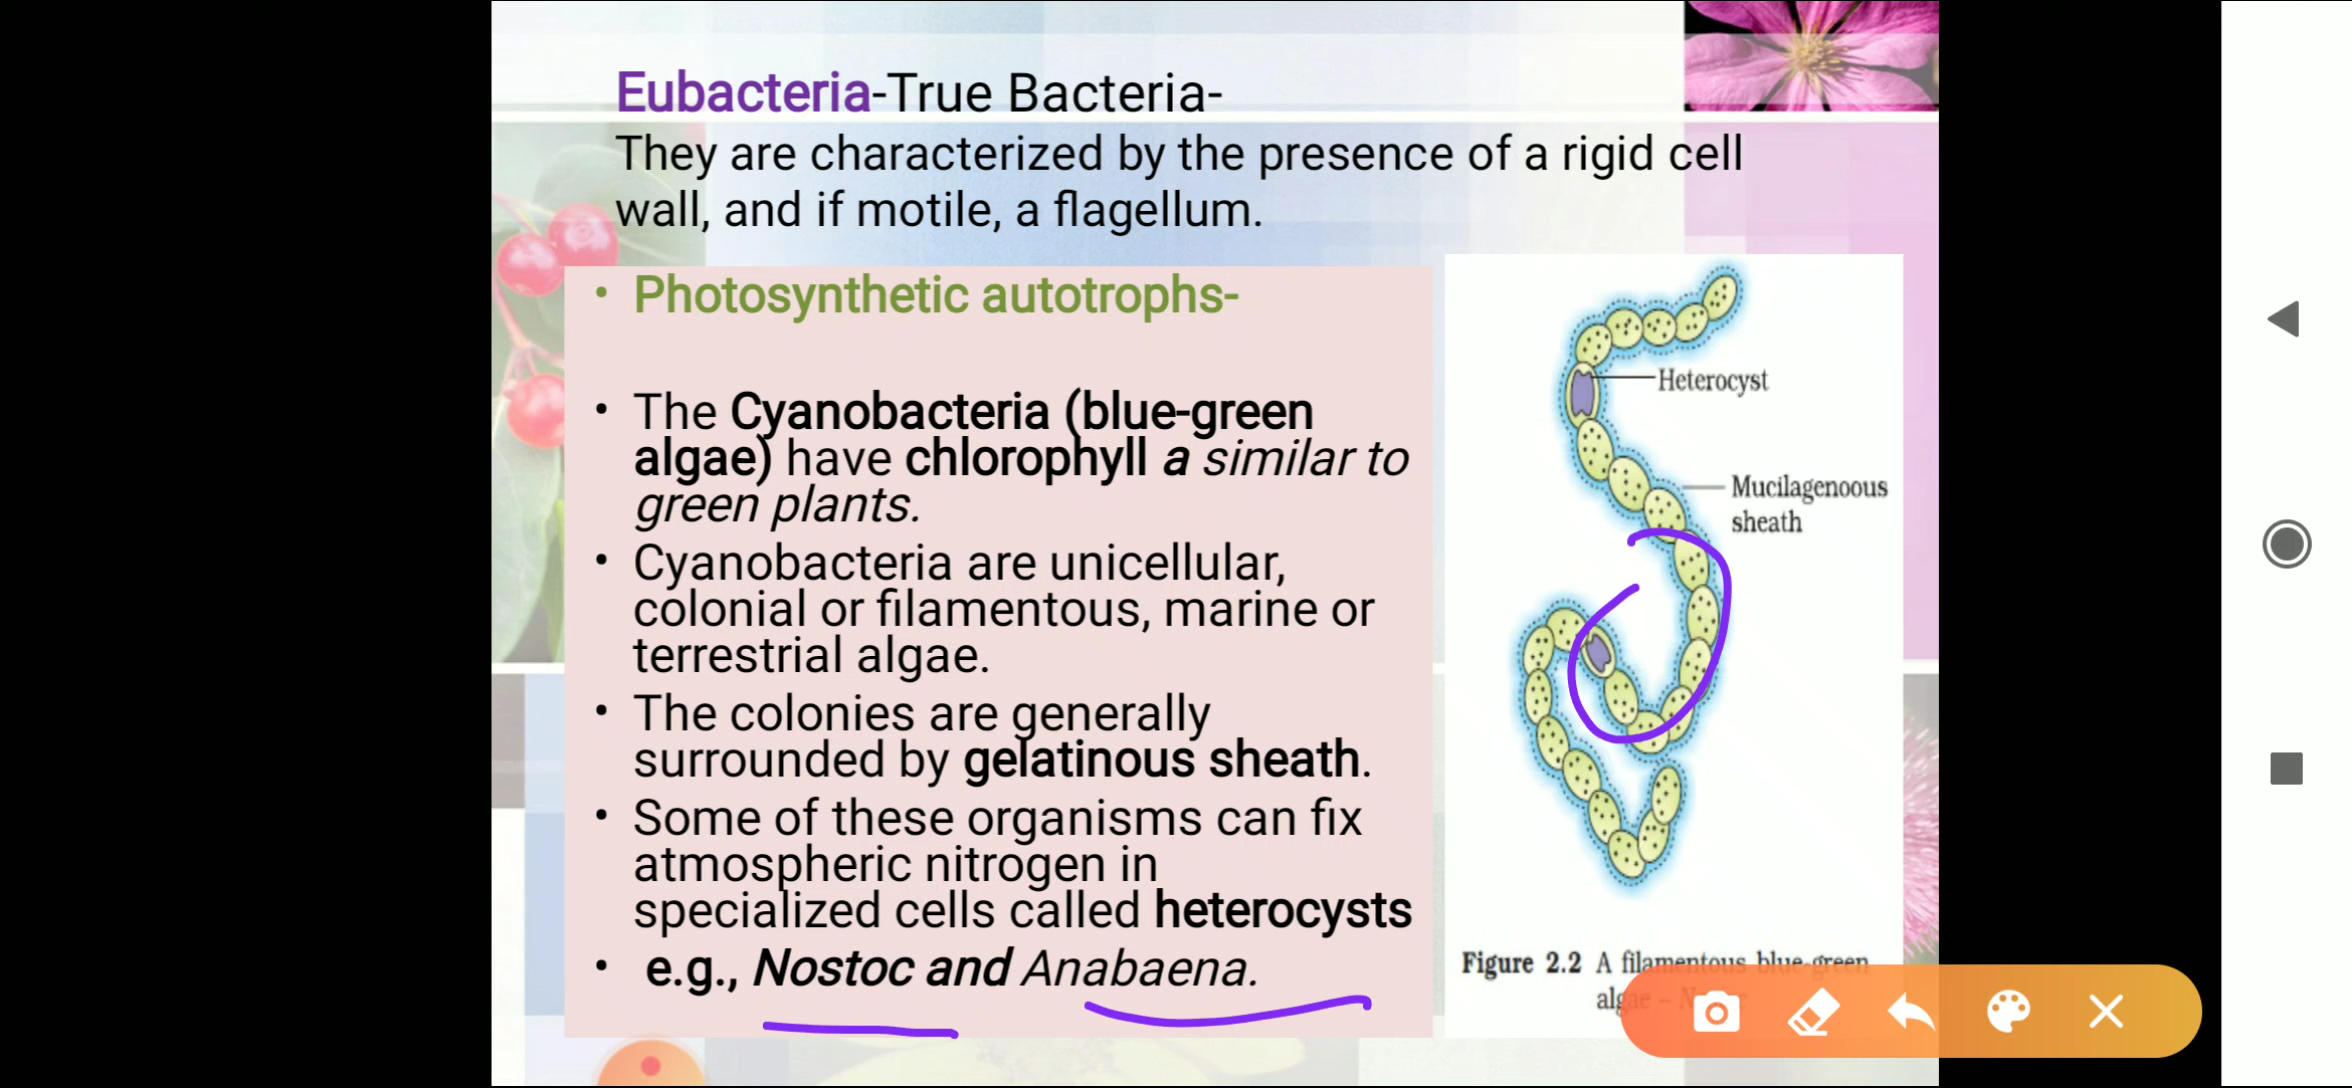 Eubacteria-True Bacteria-
They are characterized by the presence of a rigid cell
wall, and if motile, a flagellum.
• Photosynthetic autotrophs-
• The Cyanobacteria (blue-green
algae) have chlorophyll a similar to
green plants.
• Cyanobacteria are unicellular,
colonial or filamentous, marine or
terrestrial algae.
• The colonies are generally
surrounded by gelatinous sheath.
• Some of these organisms can fix
atmospheric nitrogen in
specialized cells called heterocysts
• e.g., Nostoc and Anabaena.
Heterocyst
Mucilagenoous
sheath
Figure 2.2 A filamentous blue-green
algae –